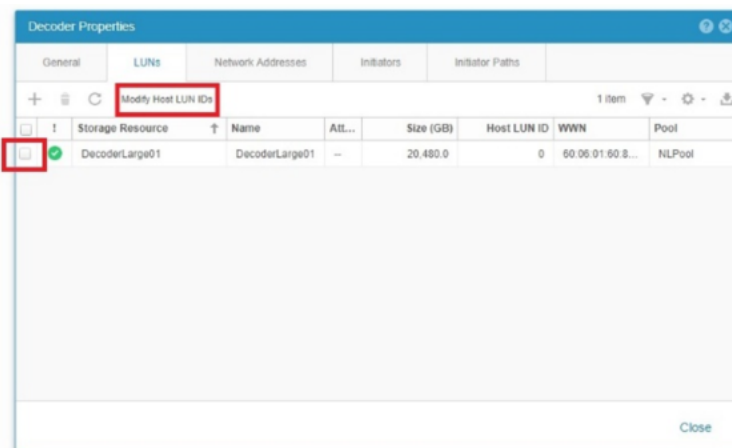 Decoder Properties
General LUNs Network Addresses Initiators Initiator Paths
Modify Host LUN IDs 1 item
! Storage Resource Name Att... Size (GB) Host LUN ID WWN Pool
DecoderLarge01 DecoderLarge01 -- 20,480.0 0 60:06:01:60:8... NLPool
Close